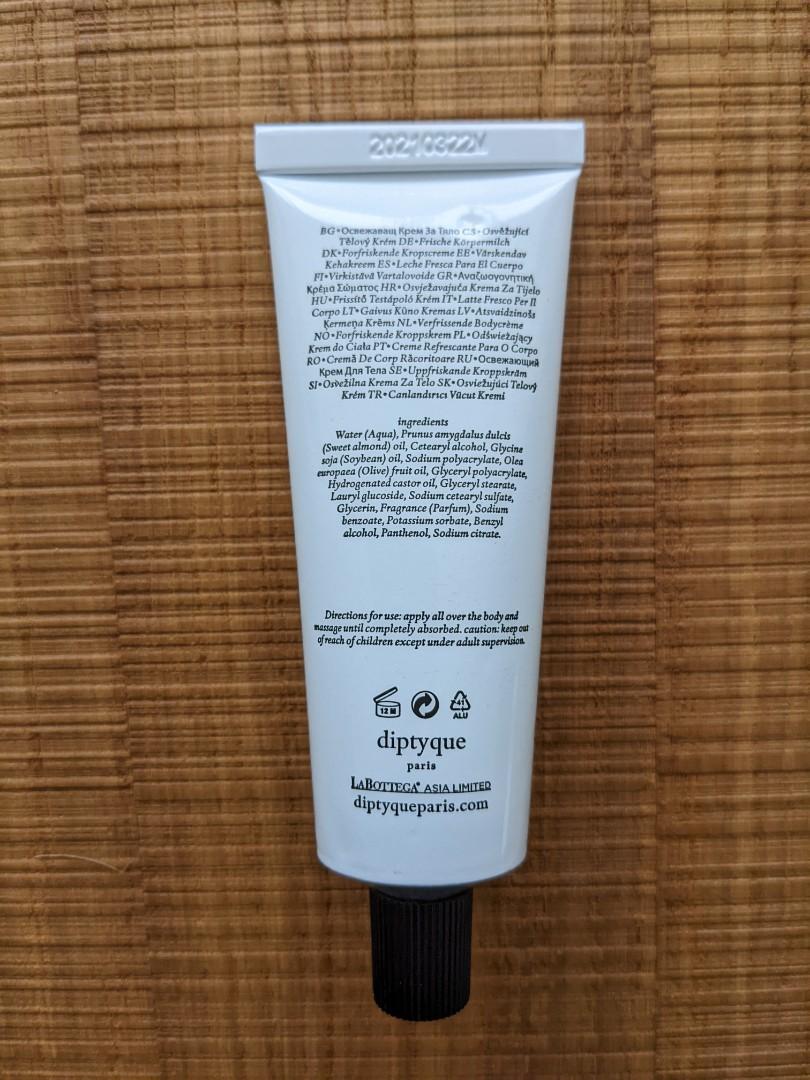 20210322Y
BG•Освежаващ Крем За Тяло CS•Osvěžující
Tělový Krém DE•Frische Körpermilch
DK•Forfriskende Kropscreme EE•Värskendav
Kehakreem ES•Leche Fresca Para El Cuerpo
FI•Virkistävä Vartalovoide GR•Αναζωογονητική
Κρέμα Σώματος HR•Osvježavajuća Krema Za Tijelo
HU•Frissítő Testápoló Krém IT•Latte Fresco Per Il
Corpo LT•Gaivus Kūno Kremas LV•Atsvaidzinošs
Ķermeņa Krēms NL•Verfrissende Bodycrème
NO•Forfriskende Kroppskrem PL•Odświeżający
Krem do Ciała PT•Creme Refrescante Para O Corpo
RO•Cremă De Corp Răcoritoare RU•Освежающий
Крем Для Тела SE•Uppfriskande Kroppskräm
SI•Osvežilna Krema Za Telo SK•Osviežujúci Telový
Krém TR•Canlandırıcı Vücut Kremi
ingredients
Water (Aqua), Prunus amygdalus dulcis
(Sweet almond) oil, Cetearyl alcohol, Glycine
soja (Soybean) oil, Sodium polyacrylate, Olea
europaea (Olive) fruit oil, Glyceryl polyacrylate,
Hydrogenated castor oil, Glyceryl stearate,
Lauryl glucoside, Sodium cetearyl sulfate,
Glycerin, Fragrance (Parfum), Sodium
benzoate, Potassium sorbate, Benzyl
alcohol, Panthenol, Sodium citrate.
Directions for use: apply all over the body and
massage until completely absorbed. caution: keep out
of reach of children except under adult supervision.
12 M
41
ALU
diptyque
paris
LABOTTEGA® ASIA LIMITED
diptyqueparis.com